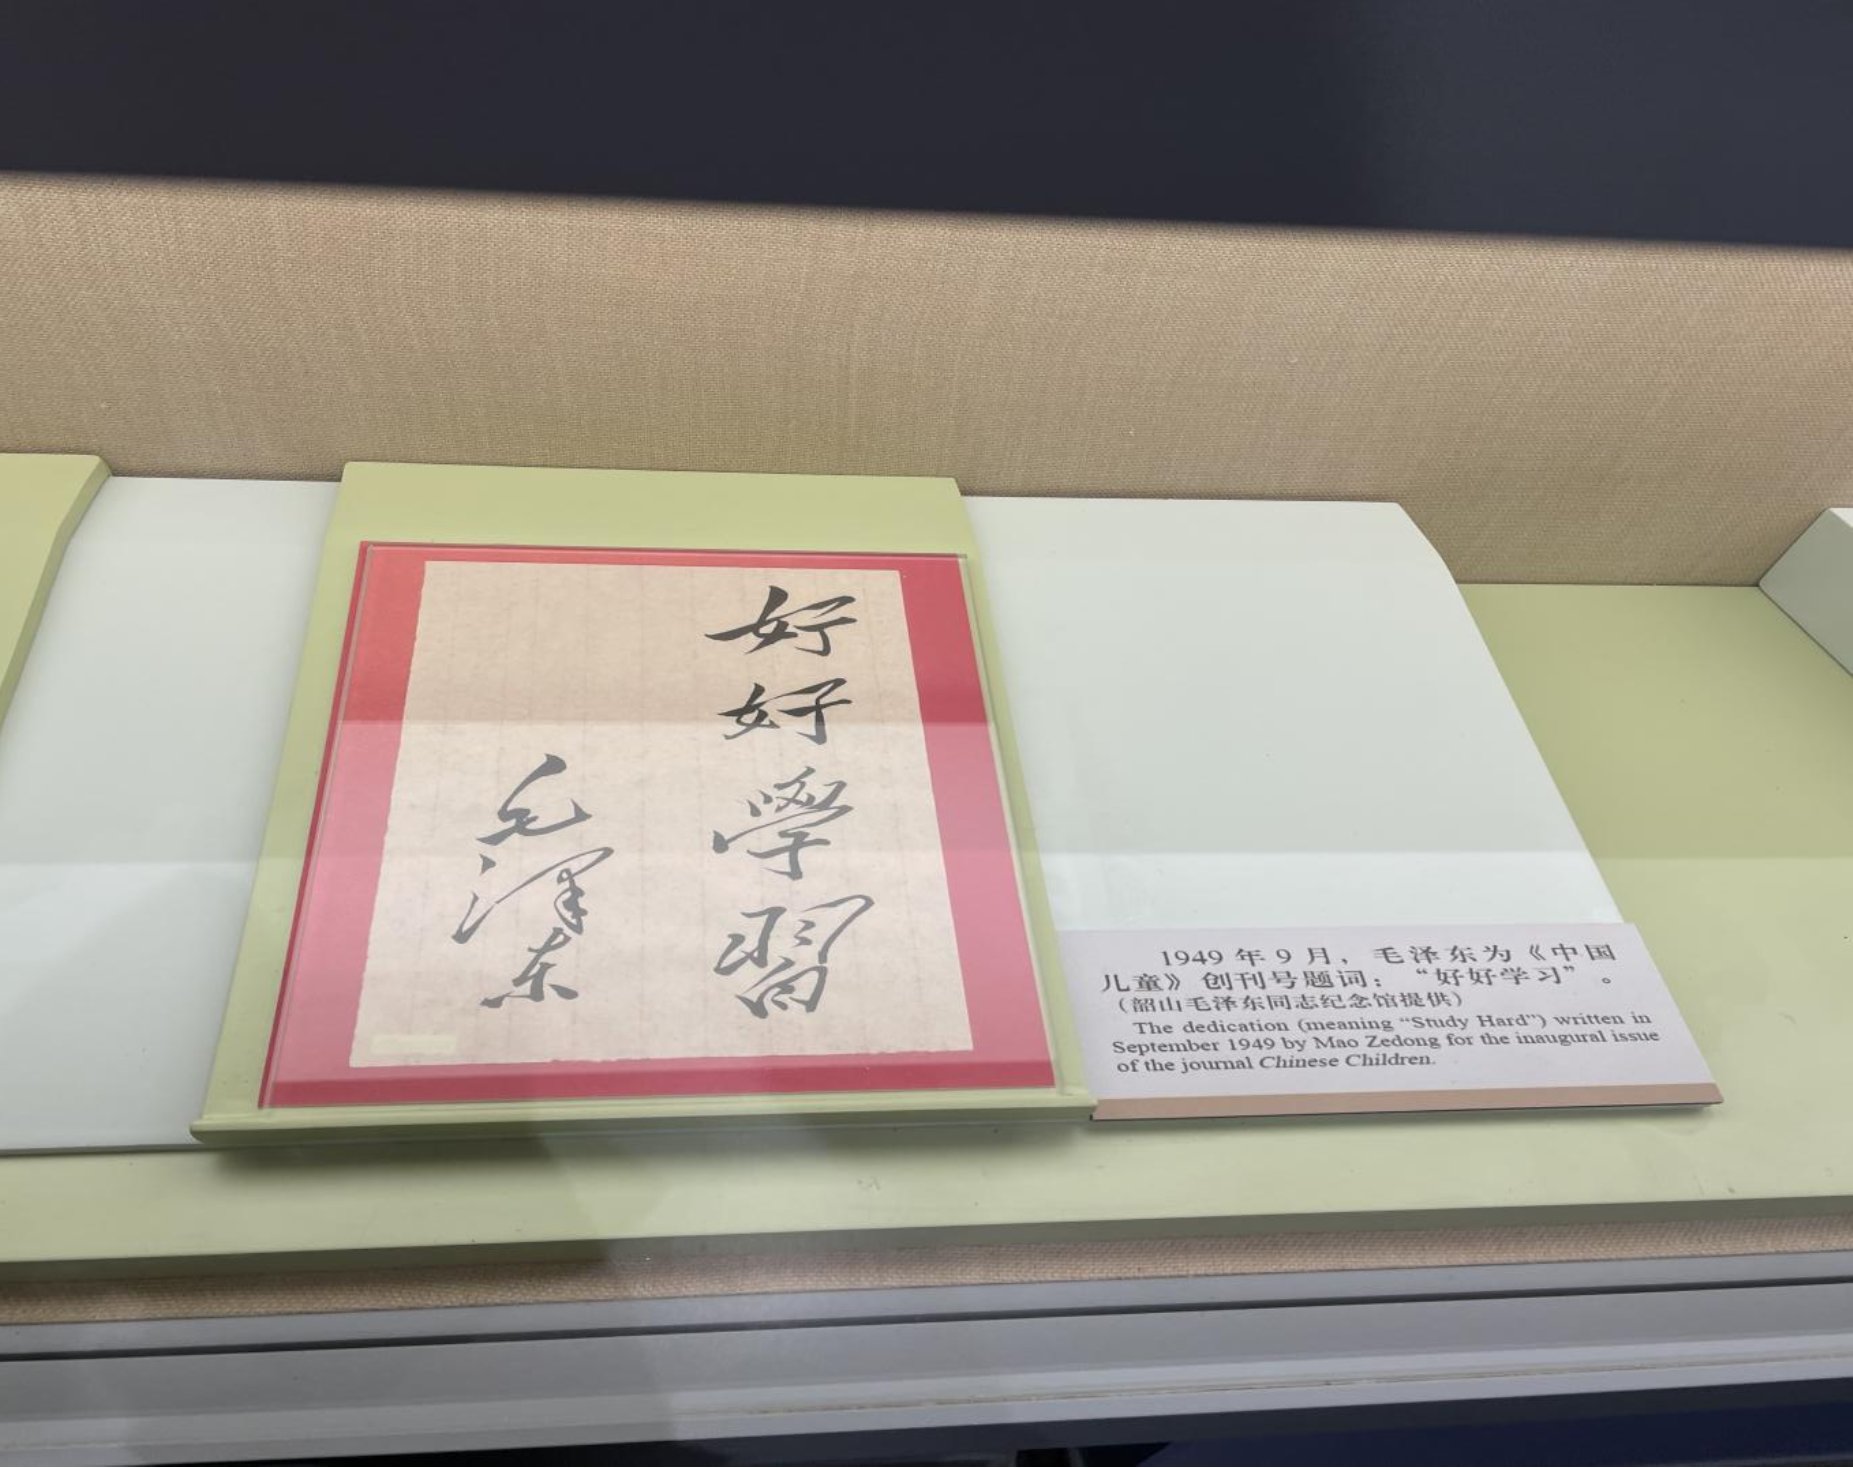 好好學習
毛澤东
1949 年 9 月，毛泽东为《中国
儿童》创刊号题词：“好好学习”。
（韶山毛泽东同志纪念馆提供）
The dedication (meaning “Study Hard”) written in
September 1949 by Mao Zedong for the inaugural issue
of the journal Chinese Children.